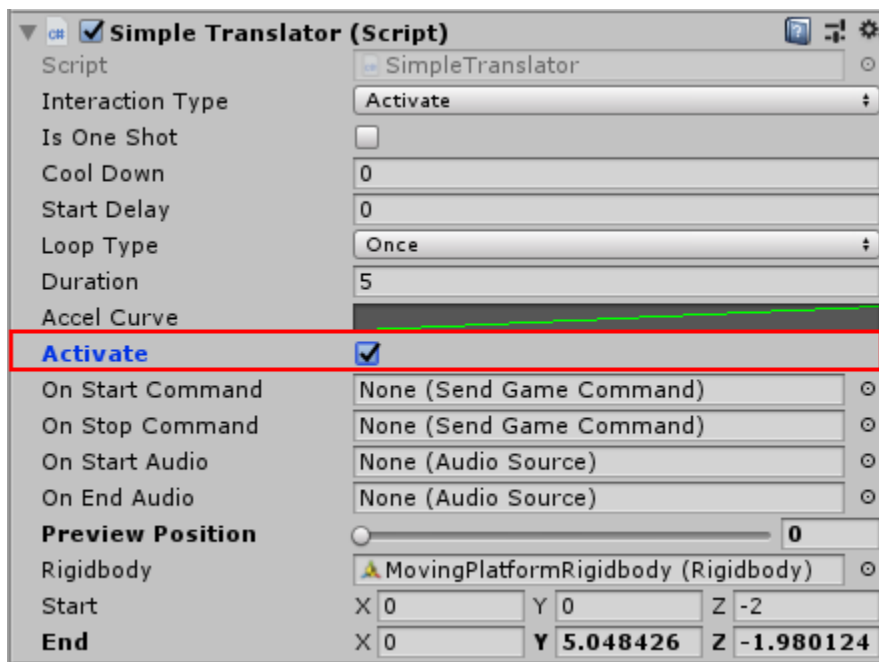 Simple Translator (Script)
Script SimpleTranslator
Interaction Type Activate
Is One Shot
Cool Down 0
Start Delay 0
Loop Type Once
Duration 5
Accel Curve
Activate
On Start Command None (Send Game Command)
On Stop Command None (Send Game Command)
On Start Audio None (Audio Source)
On End Audio None (Audio Source)
Preview Position 0
Rigidbody MovingPlatformRigidbody (Rigidbody)
Start X 0 Y 0 Z -2
End X 0 Y 5.048426 Z -1.980124